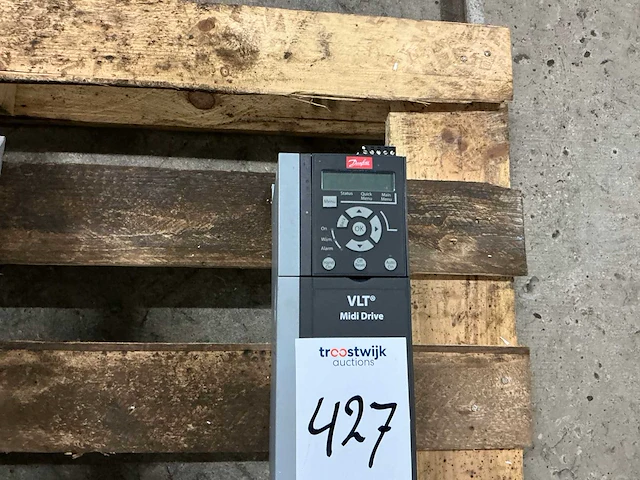 Danfoss
Status Quick Menu Main Menu
Menu
OK
On
Warn.
Alarm
VLT®
Midi Drive
troostwijk
auctions
427